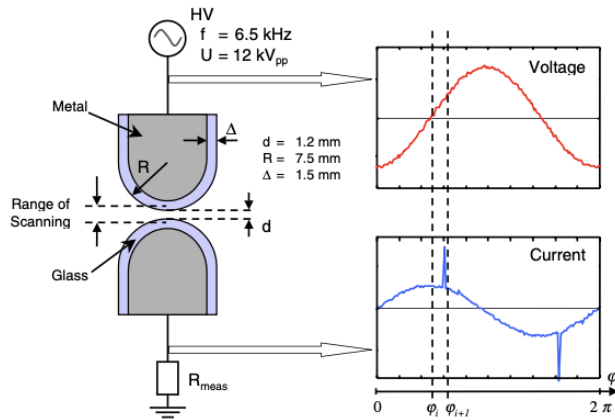 HV
f = 6.5 kHz
U = 12 kVpp
Metal
Δ
R
d = 1.2 mm
R = 7.5 mm
Δ = 1.5 mm
Range of
Scanning
d
Glass
Rmeas
Voltage
Current
φ
0
φi
φi+1
2 π